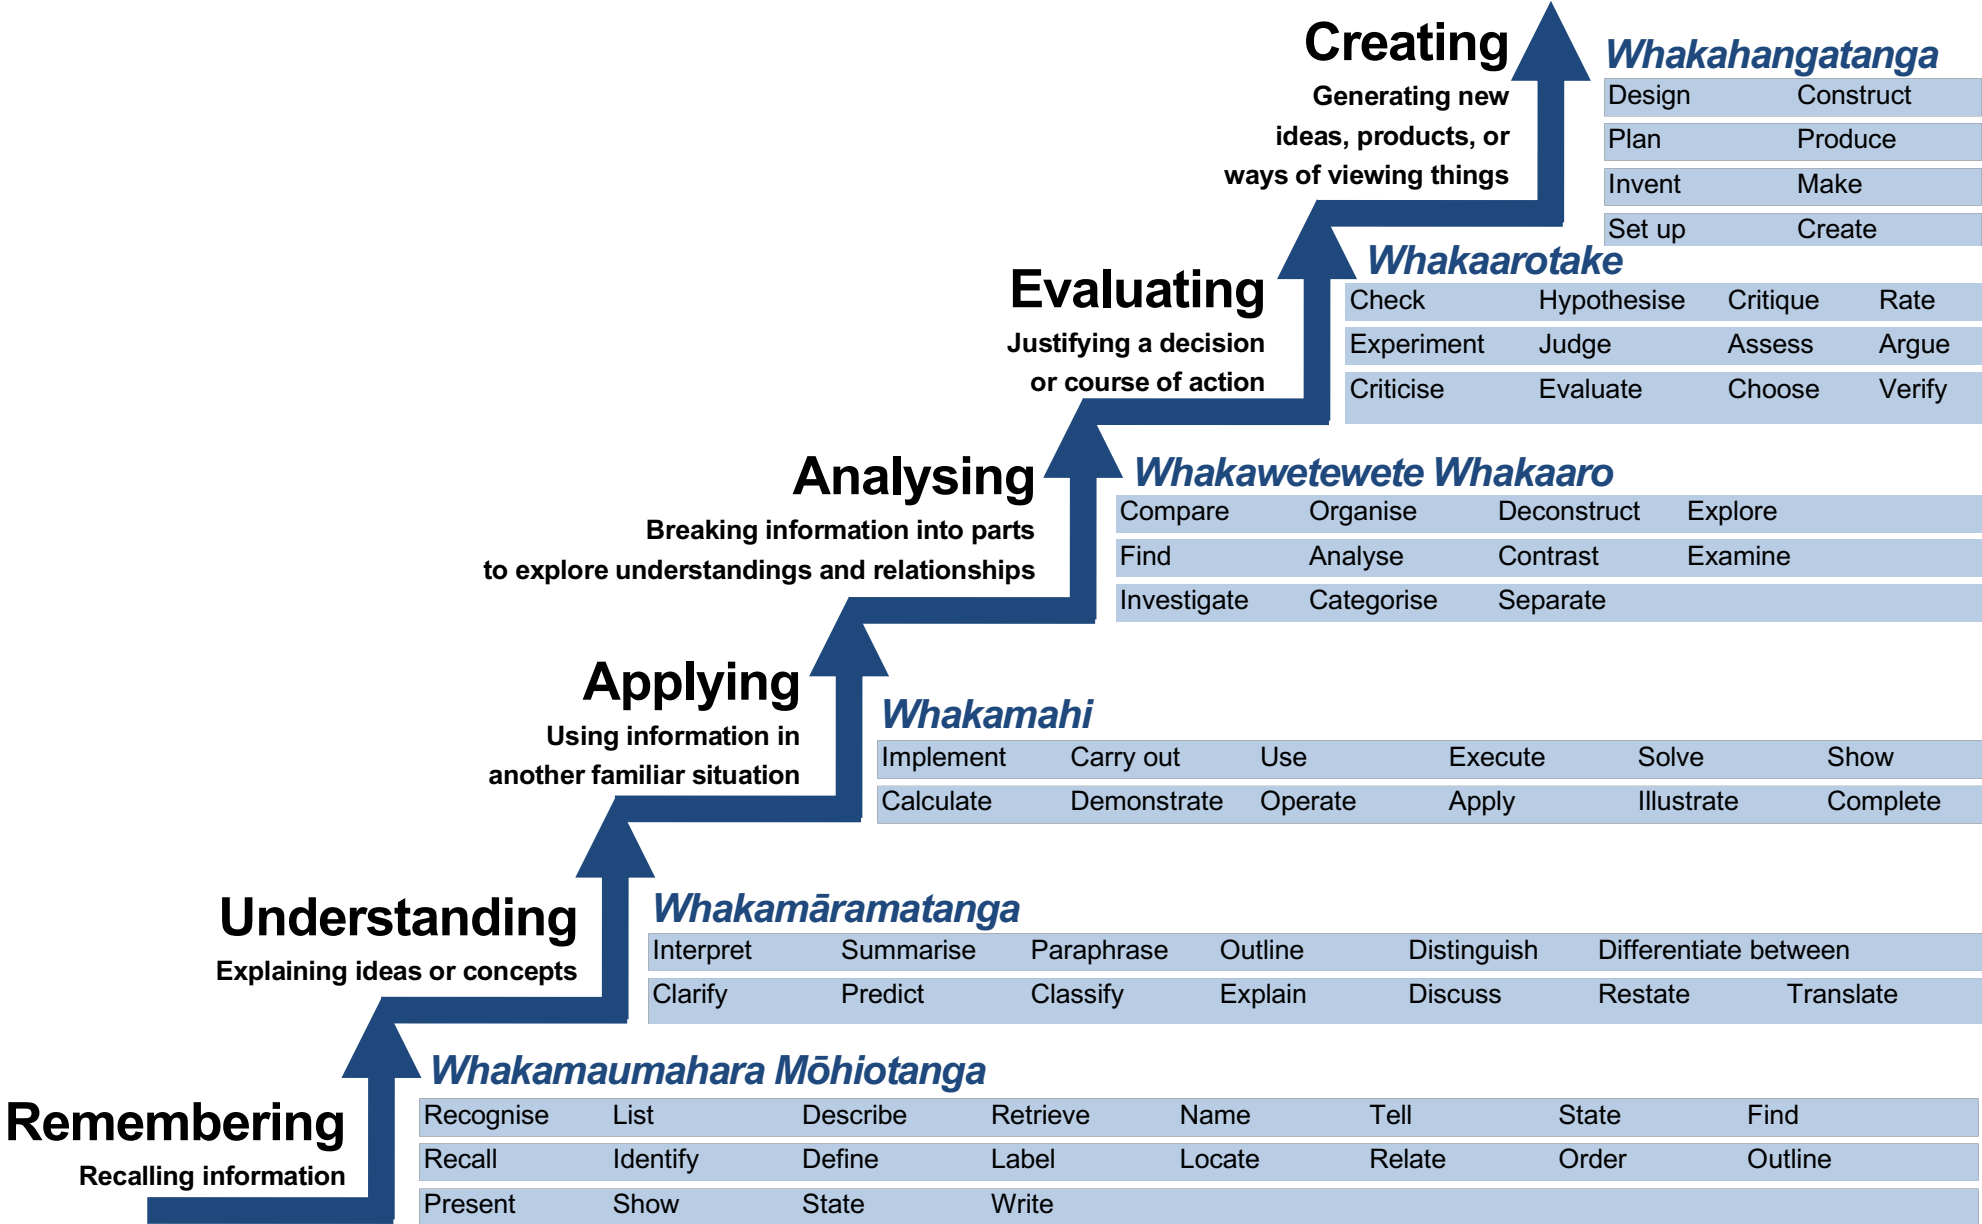 Creating
Generating new
ideas, products, or
ways of viewing things
Whakahangatanga
Design Construct
Plan Produce
Invent Make
Set up Create
Evaluating
Justifying a decision
or course of action
Whakaarotake
Check Hypothesise Critique Rate
Experiment Judge Assess Argue
Criticise Evaluate Choose Verify
Analysing
Breaking information into parts
to explore understandings and relationships
Whakawetewete Whakaaro
Compare Organise Deconstruct Explore
Find Analyse Contrast Examine
Investigate Categorise Separate
Applying
Using information in
another familiar situation
Whakamahi
Implement Carry out Use Execute Solve Show
Calculate Demonstrate Operate Apply Illustrate Complete
Understanding
Explaining ideas or concepts
Whakamāramatanga
Interpret Summarise Paraphrase Outline Distinguish Differentiate between
Clarify Predict Classify Explain Discuss Restate Translate
Remembering
Recalling information
Whakamaumahara Mōhiotanga
Recognise List Describe Retrieve Name Tell State Find
Recall Identify Define Label Locate Relate Order Outline
Present Show State Write